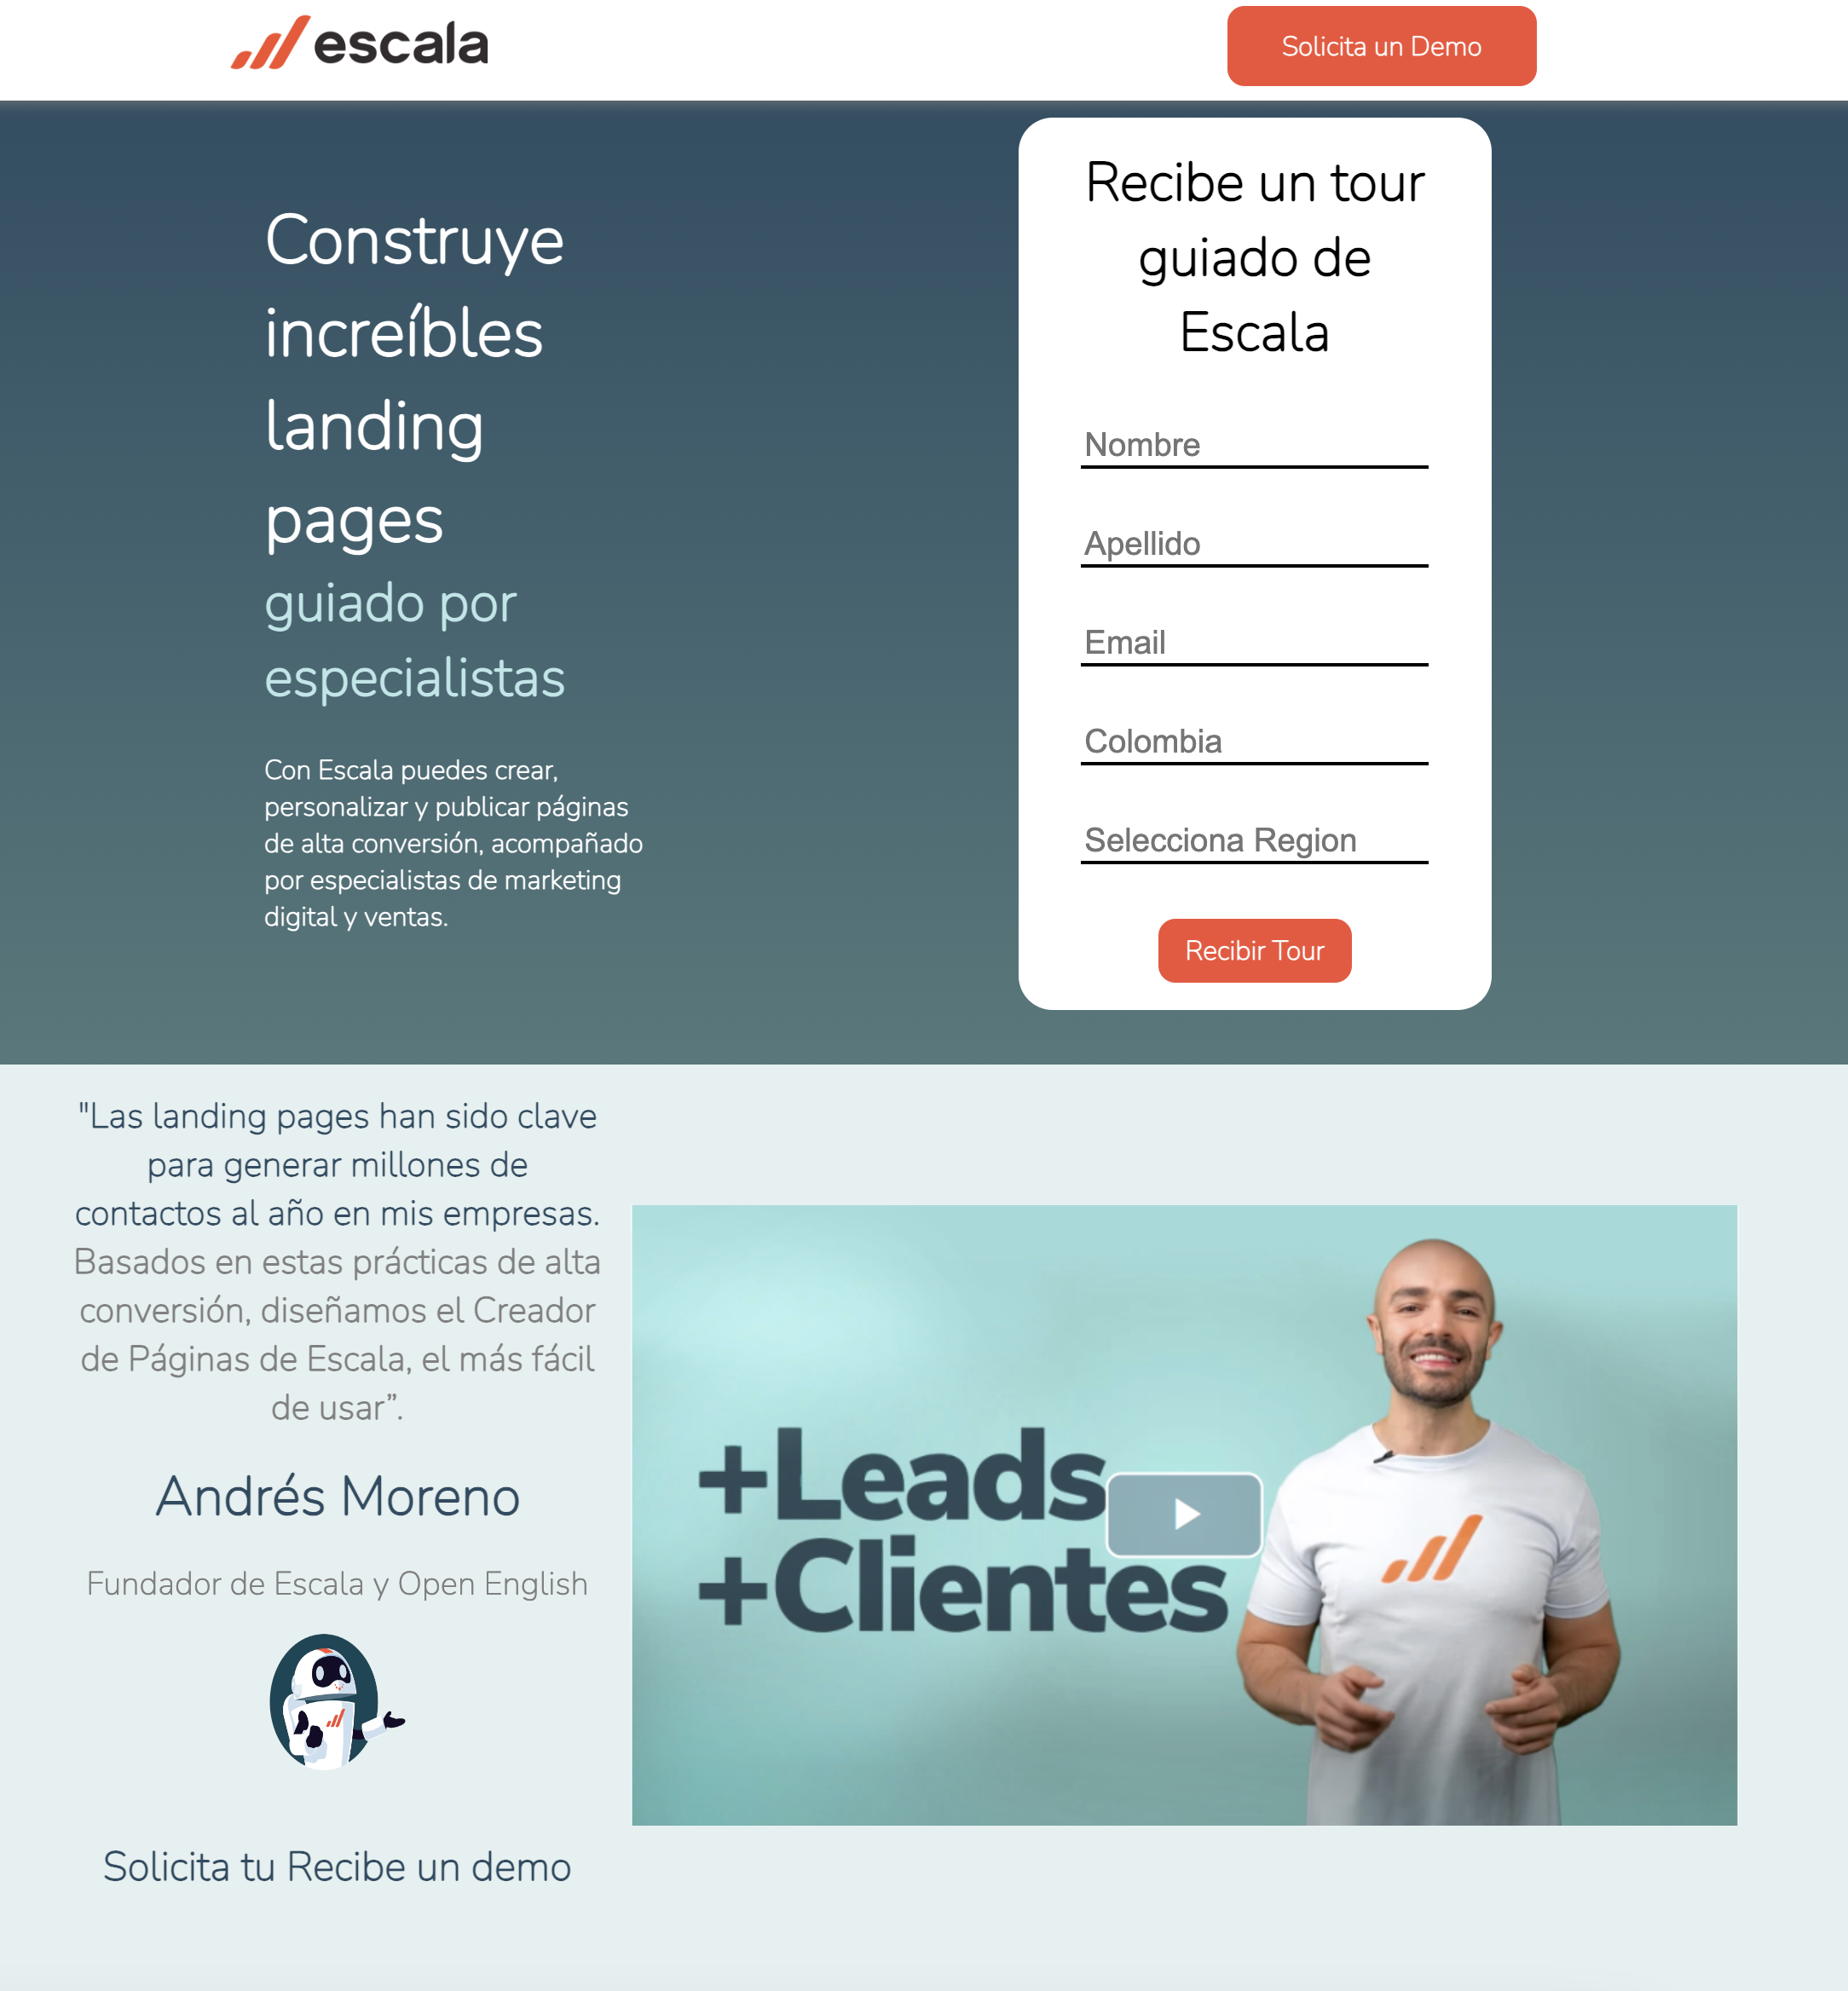 escala
Solicita un Demo
Construye
increíbles
landing
pages
guiado por
especialistas
Con Escala puedes crear,
personalizar y publicar páginas
de alta conversión, acompañado
por especialistas de marketing
digital y ventas.
Recibe un tour
guiado de
Escala
Nombre
Apellido
Email
Colombia
Selecciona Region
Recibir Tour
"Las landing pages han sido clave
para generar millones de
contactos al año en mis empresas.
Basados en estas prácticas de alta
conversión, diseñamos el Creador
de Páginas de Escala, el más fácil
de usar”.
Andrés Moreno
Fundador de Escala y Open English
Solicita tu Recibe un demo
+Leads
+Clientes